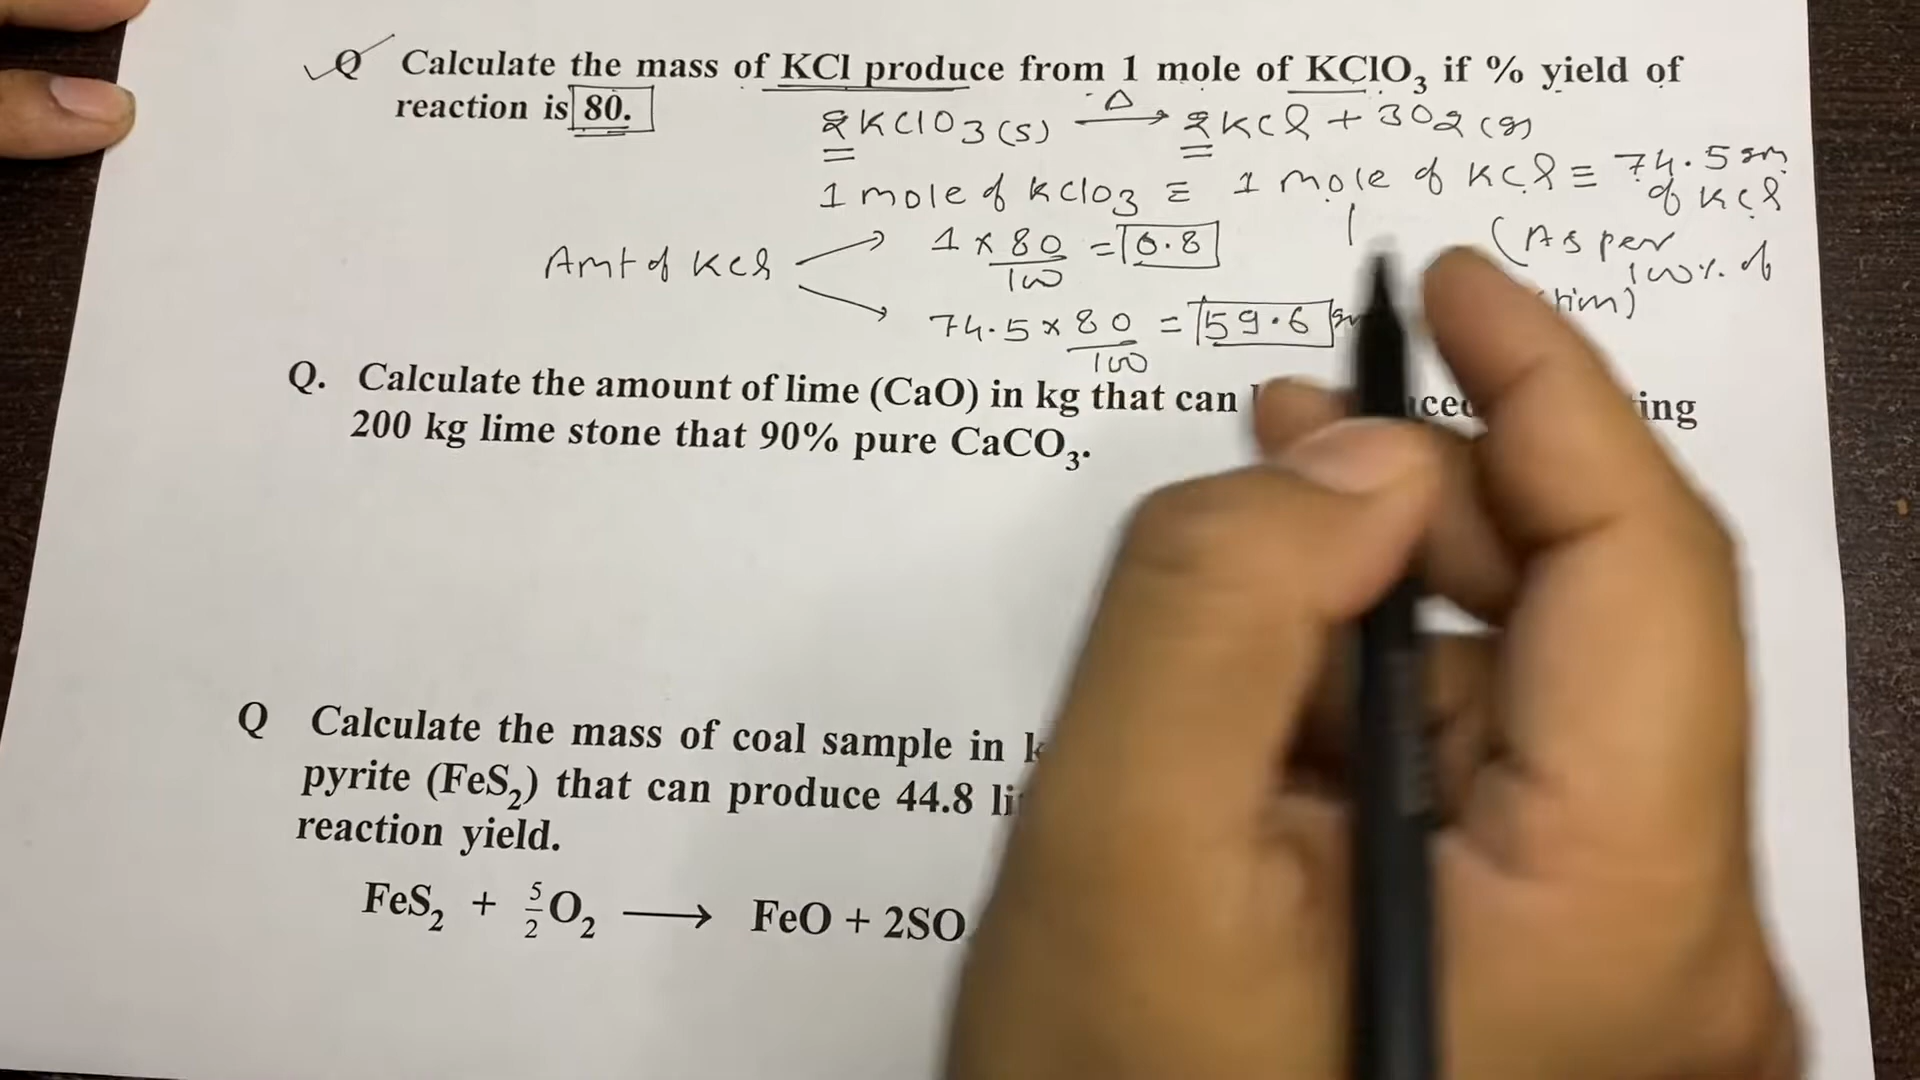 Q Calculate the mass of KCl produce from 1 mole of KClO₃ if % yield of
reaction is 80.
2KClO3(s) Δ→ 2KCl + 3O2(g)
1 mole of KClO3 ≡ 1 mole of KCl ≡ 74.5 gm
of KCl
Amt of KCl → 1 × 80/100 = 0.8
(As per
100% of
→ 74.5 × 80/100 = 59.6 gm
Q. Calculate the amount of lime (CaO) in kg that can
200 kg lime stone that 90% pure CaCO₃.
Q Calculate the mass of coal sample in
pyrite (FeS₂) that can produce 44.8
reaction yield.
FeS₂ + 5/2 O₂ ⟶ FeO + 2SO